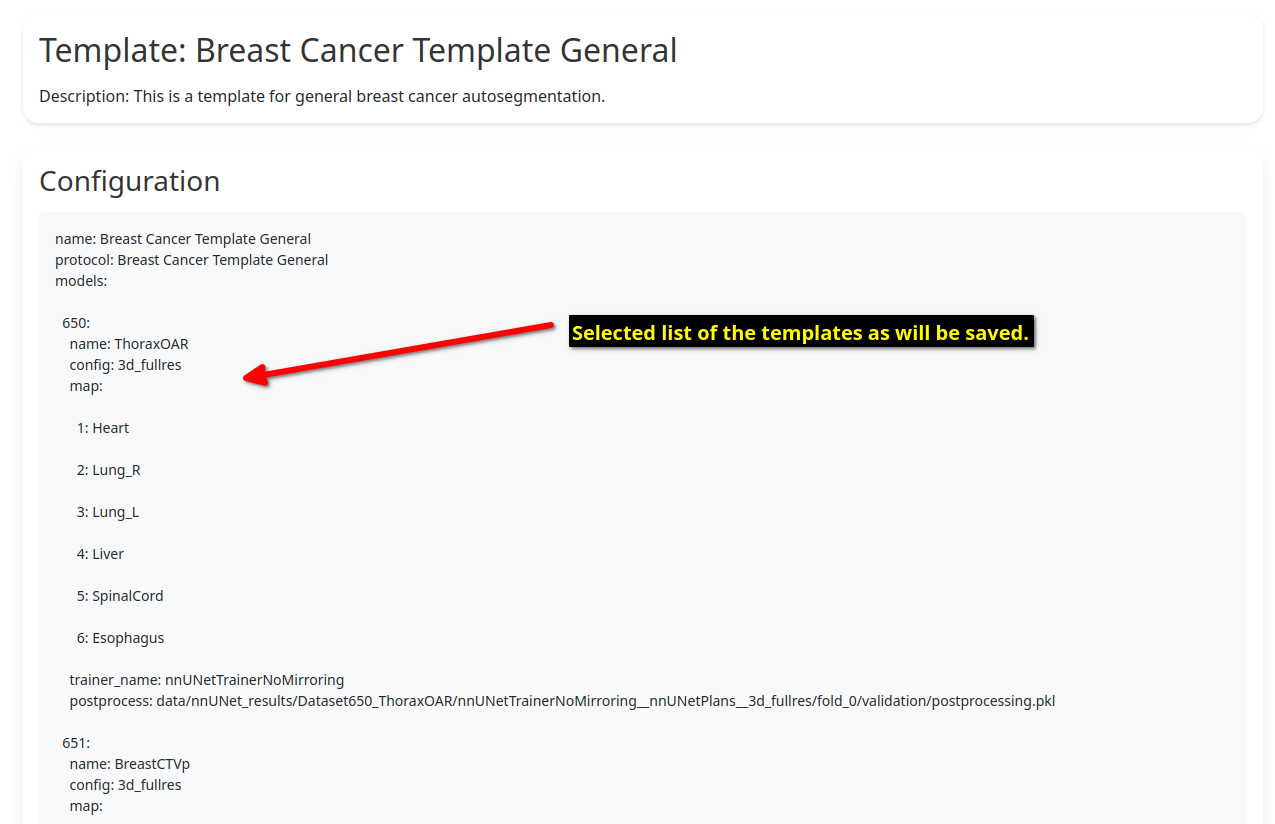 Template: Breast Cancer Template General
Description: This is a template for general breast cancer autosegmentation.
Configuration
name: Breast Cancer Template General
protocol: Breast Cancer Template General
models:
650:
name: ThoraxOAR
config: 3d_fullres
map:
Selected list of the templates as will be saved.
1: Heart
2: Lung_R
3: Lung_L
4: Liver
5: SpinalCord
6: Esophagus
trainer_name: nnUNetTrainerNoMirroring
postprocess: data/nnUNet_results/Dataset650_ThoraxOAR/nnUNetTrainerNoMirroring__nnUNetPlans__3d_fullres/fold_0/validation/postprocessing.pkl
651:
name: BreastCTVp
config: 3d_fullres
map: